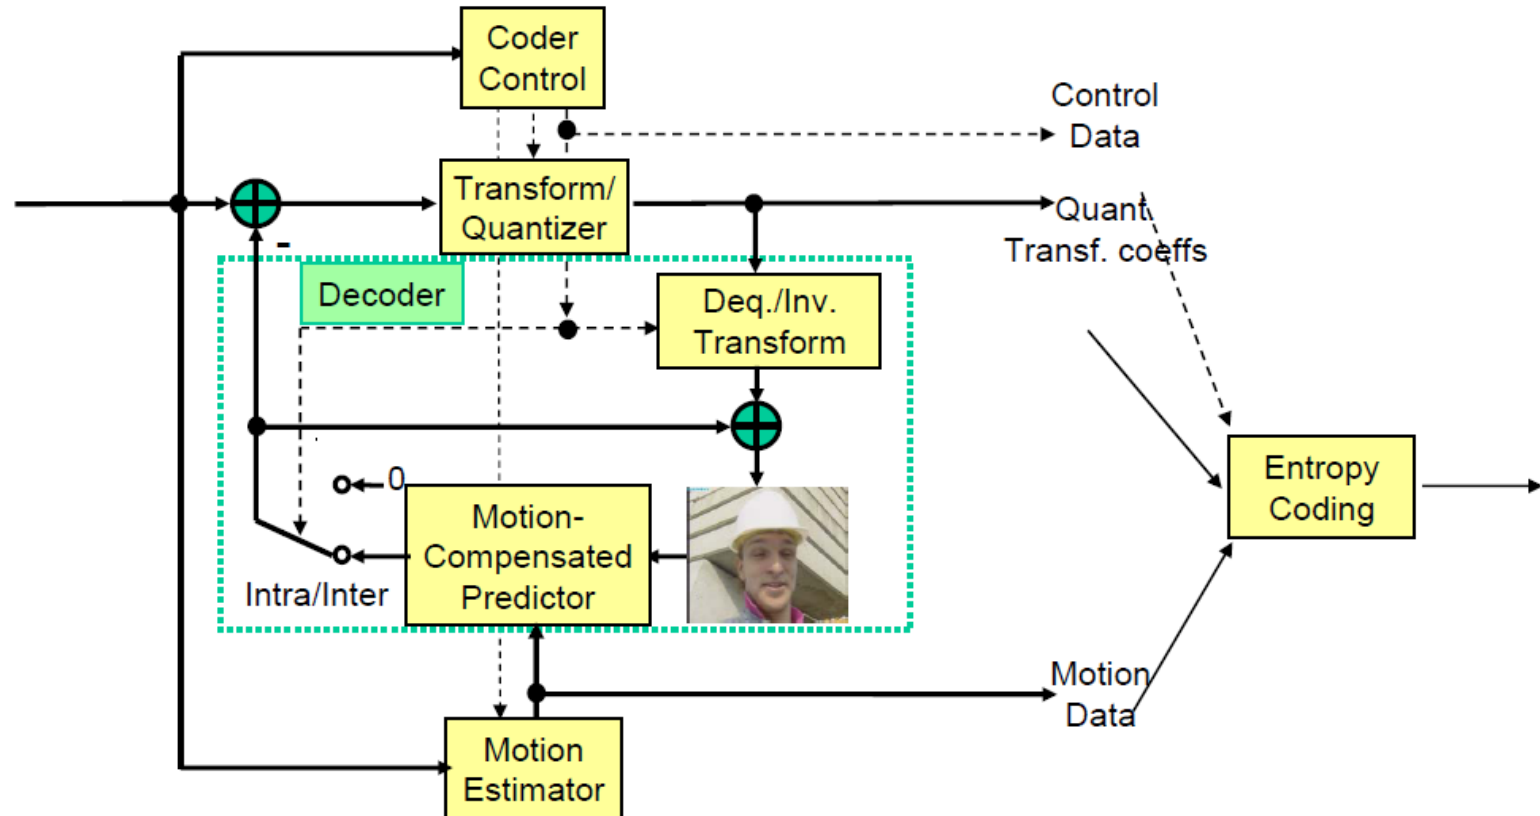 Coder
Control
Control
Data
Transform/
Quantizer
-
Quant
Transf. coeffs
Decoder
Deq./Inv.
Transform
0
Motion-
Compensated
Predictor
Intra/Inter
Entropy
Coding
Motion
Data
Motion
Estimator